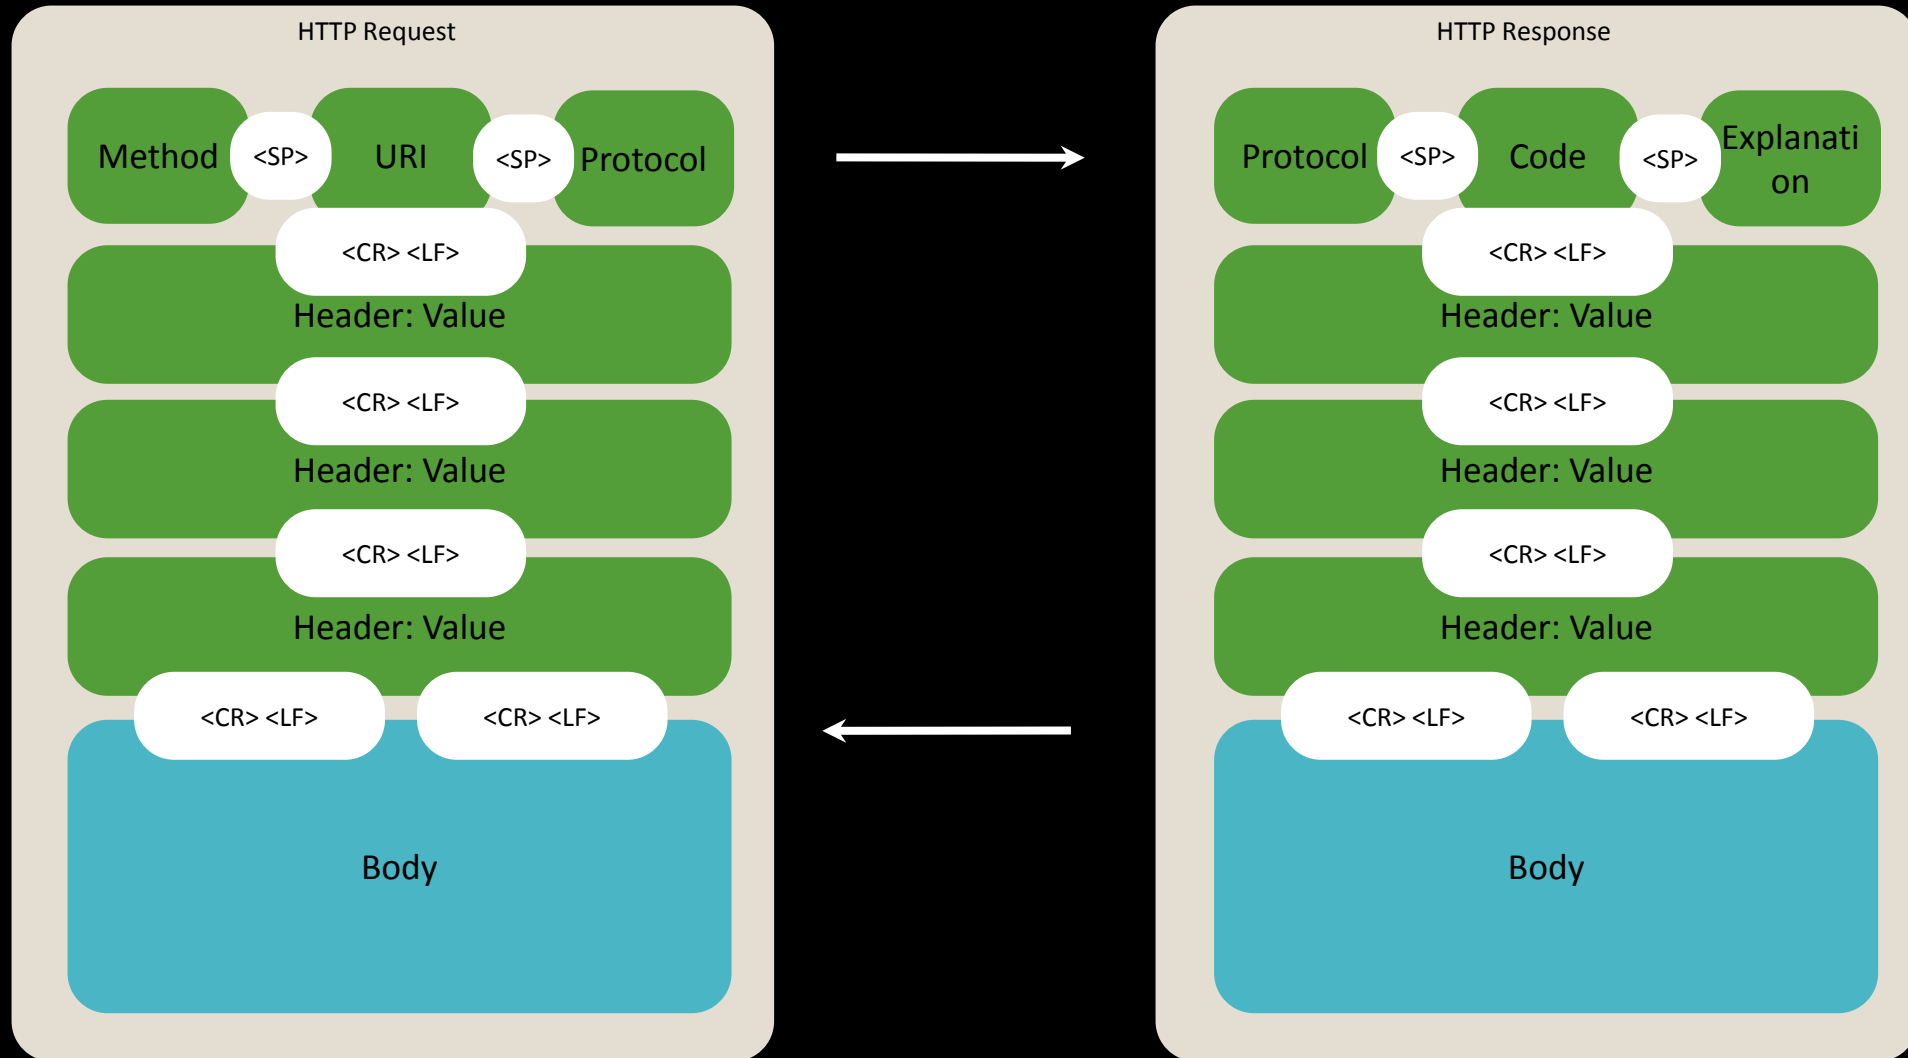 HTTP Request
Method <SP> URI <SP> Protocol
<CR> <LF>
Header: Value
<CR> <LF>
Header: Value
<CR> <LF>
Header: Value
<CR> <LF> <CR> <LF>
Body
HTTP Response
Protocol <SP> Code <SP> Explanati
on
<CR> <LF>
Header: Value
<CR> <LF>
Header: Value
<CR> <LF>
Header: Value
<CR> <LF> <CR> <LF>
Body